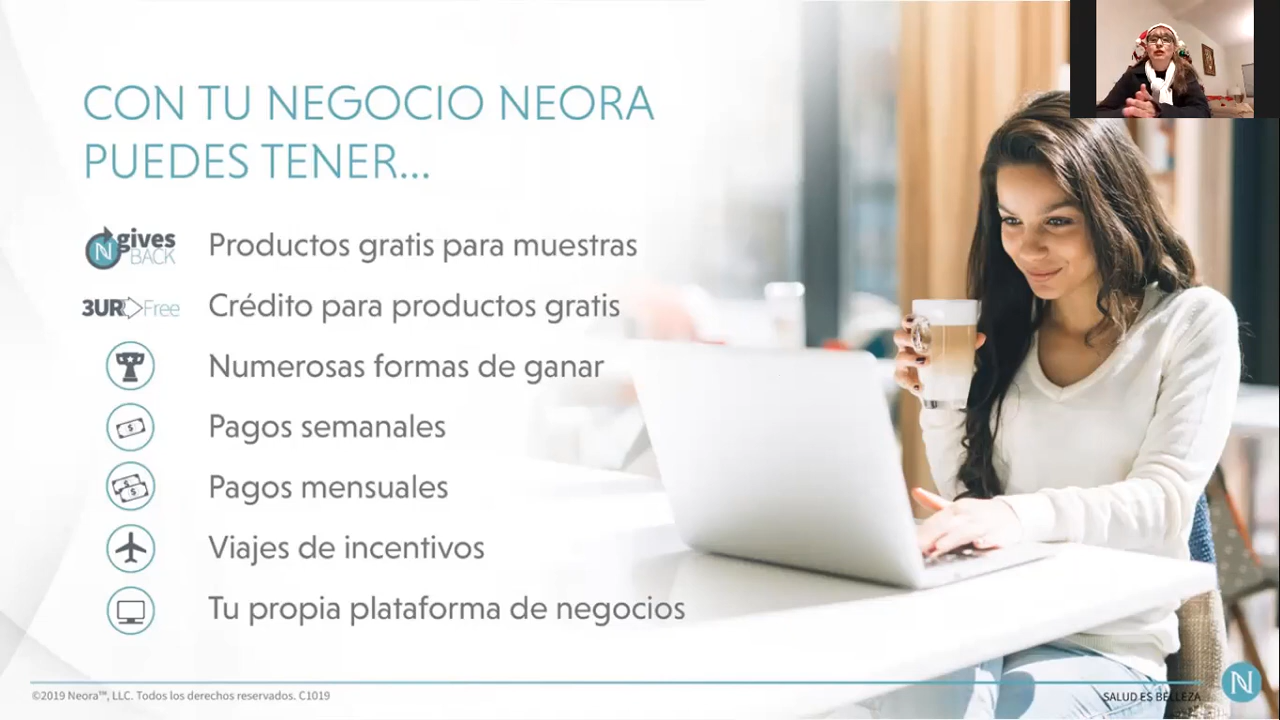 CON TU NEGOCIO NEORA
PUEDES TENER...
N gives
BACK
Productos gratis para muestras
3UR Free
Crédito para productos gratis
Numerosas formas de ganar
$
Pagos semanales
$ $
Pagos mensuales
Viajes de incentivos
Tu propia plataforma de negocios
©2019 Neora™, LLC. Todos los derechos reservados. C1019
SALUD ES BELLEZA
N